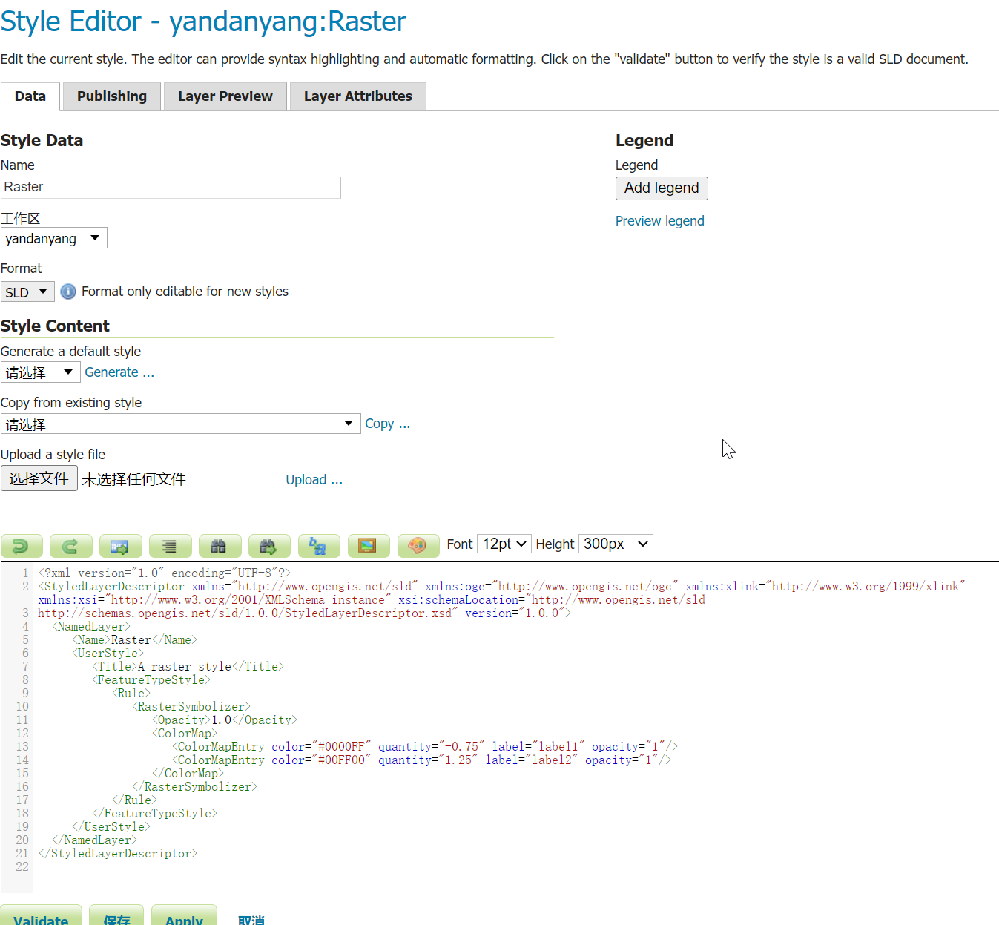 Style Editor - yandanyang:Raster
Edit the current style. The editor can provide syntax highlighting and automatic formatting. Click on the "validate" button to verify the style is a valid SLD document.
Data
Publishing
Layer Preview
Layer Attributes
Style Data
Name
Raster
工作区
yandanyang
Format
SLD
Format only editable for new styles
Legend
Legend
Add legend
Preview legend
Style Content
Generate a default style
请选择
Generate ...
Copy from existing style
请选择
Copy ...
Upload a style file
选择文件 未选择任何文件
Upload ...
Font 12pt Height 300px
1 <?xml version="1.0" encoding="UTF-8"?>
2 <StyledLayerDescriptor xmlns="http://www.opengis.net/sld" xmlns:ogc="http://www.opengis.net/ogc" xmlns:xlink="http://www.w3.org/1999/xlink"
xmlns:xsi="http://www.w3.org/2001/XMLSchema-instance" xsi:schemaLocation="http://www.opengis.net/sld
3 http://schemas.opengis.net/sld/1.0.0/StyledLayerDescriptor.xsd" version="1.0.0">
4 <NamedLayer>
5 <Name>Raster</Name>
6 <UserStyle>
7 <Title>A raster style</Title>
8 <FeatureTypeStyle>
9 <Rule>
10 <RasterSymbolizer>
11 <Opacity>1.0</Opacity>
12 <ColorMap>
13 <ColorMapEntry color="#0000FF" quantity="-0.75" label="label1" opacity="1"/>
14 <ColorMapEntry color="#00FF00" quantity="1.25" label="label2" opacity="1"/>
15 </ColorMap>
16 </RasterSymbolizer>
17 </Rule>
18 </FeatureTypeStyle>
19 </UserStyle>
20 </NamedLayer>
21 </StyledLayerDescriptor>
22
Validate
保存
Apply
取消